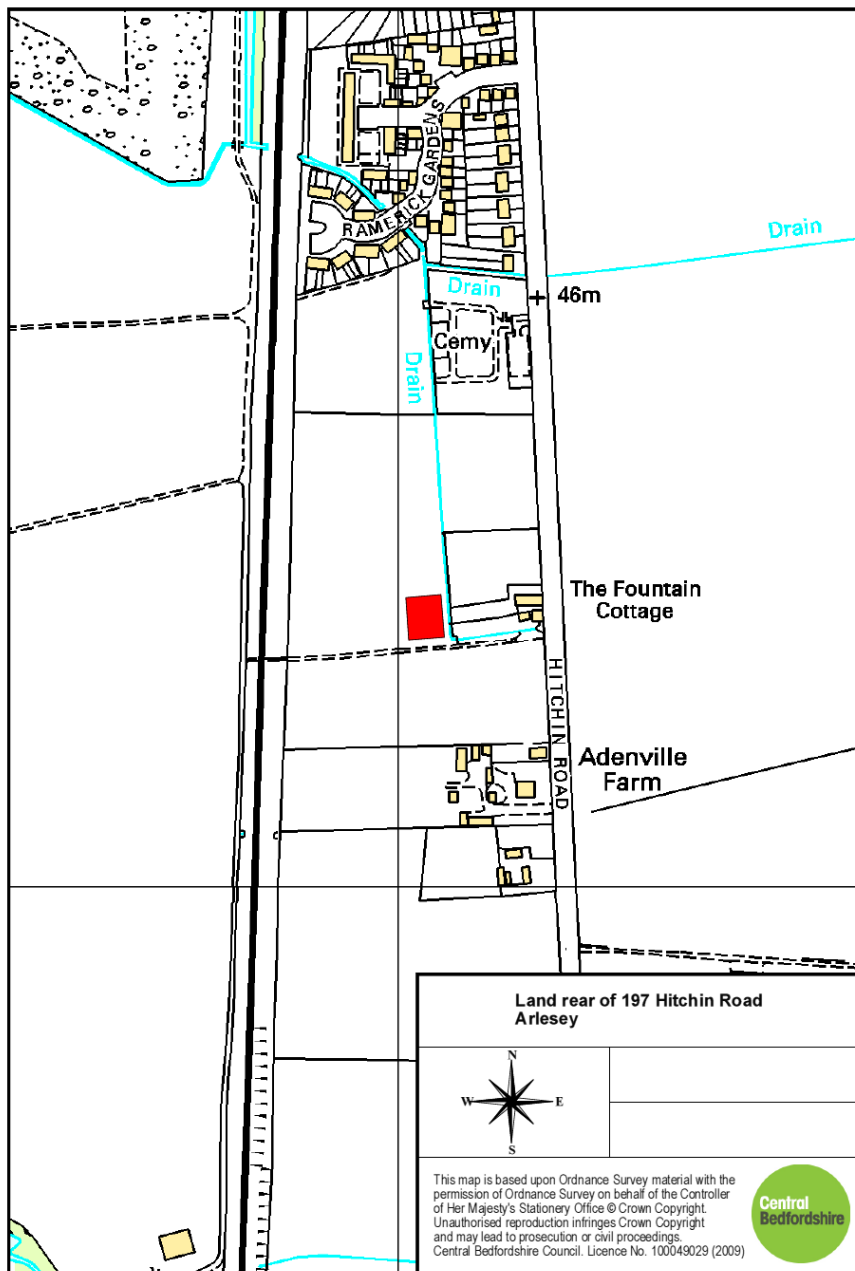 RAMERICK GARDENS
Drain
Drain
46m
Cemy
Drain
The Fountain
Cottage
HITCHIN ROAD
Adenville
Farm
Land rear of 197 Hitchin Road
Arlesey
N
W E
S
This map is based upon Ordnance Survey material with the
permission of Ordnance Survey on behalf of the Controller
of Her Majesty's Stationery Office © Crown Copyright.
Unauthorised reproduction infringes Crown Copyright
and may lead to prosecution or civil proceedings.
Central Bedfordshire Council. Licence No. 100049029 (2009)
Central
Bedfordshire